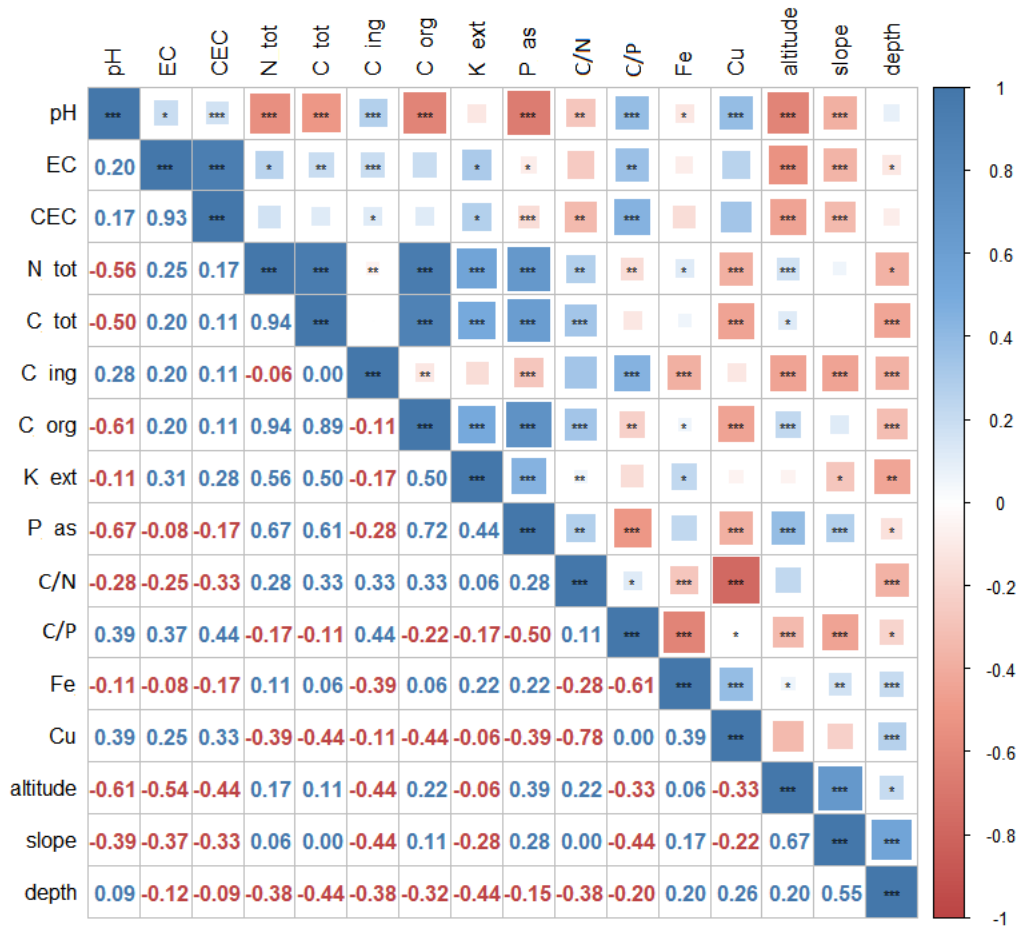 pH EC CEC N tot C tot C ing C org K ext P as C/N C/P Fe Cu altitude slope depth
pH *** * *** *** *** *** *** *** ** *** * *** *** *** 1
EC 0.20 *** *** * ** *** * * ** *** *** * 0.8
CEC 0.17 0.93 *** * * *** ** *** *** ***
N tot -0.56 0.25 0.17 *** *** ** *** *** *** ** ** * *** *** * 0.6
C tot -0.50 0.20 0.11 0.94 *** *** *** *** *** *** * *** 0.4
C ing 0.28 0.20 0.11 -0.06 0.00 *** ** *** *** *** *** *** ***
C org -0.61 0.20 0.11 0.94 0.89 -0.11 *** *** *** *** ** * *** *** *** 0.2
K ext -0.11 0.31 0.28 0.56 0.50 -0.17 0.50 *** *** ** * * ** 0
P as -0.67 -0.08 -0.17 0.67 0.61 -0.28 0.72 0.44 *** ** *** *** *** *** *
C/N -0.28 -0.25 -0.33 0.28 0.33 0.33 0.33 0.06 0.28 *** * *** *** *** -0.2
C/P 0.39 0.37 0.44 -0.17 -0.11 0.44 -0.22 -0.17 -0.50 0.11 *** *** * *** *** * -0.4
Fe -0.11 -0.08 -0.17 0.11 0.06 -0.39 0.06 0.22 0.22 -0.28 -0.61 *** *** * ** ***
Cu 0.39 0.25 0.33 -0.39 -0.44 -0.11 -0.44 -0.06 -0.39 -0.78 0.00 0.39 *** *** -0.6
altitude -0.61 -0.54 -0.44 0.17 0.11 -0.44 0.22 -0.06 0.39 0.22 -0.33 0.06 -0.33 *** *** *
slope -0.39 -0.37 -0.33 0.06 0.00 -0.44 0.11 -0.28 0.28 0.00 -0.44 0.17 -0.22 0.67 *** *** -0.8
depth 0.09 -0.12 -0.09 -0.38 -0.44 -0.38 -0.32 -0.44 -0.15 -0.38 -0.20 0.20 0.26 0.20 0.55 *** -1